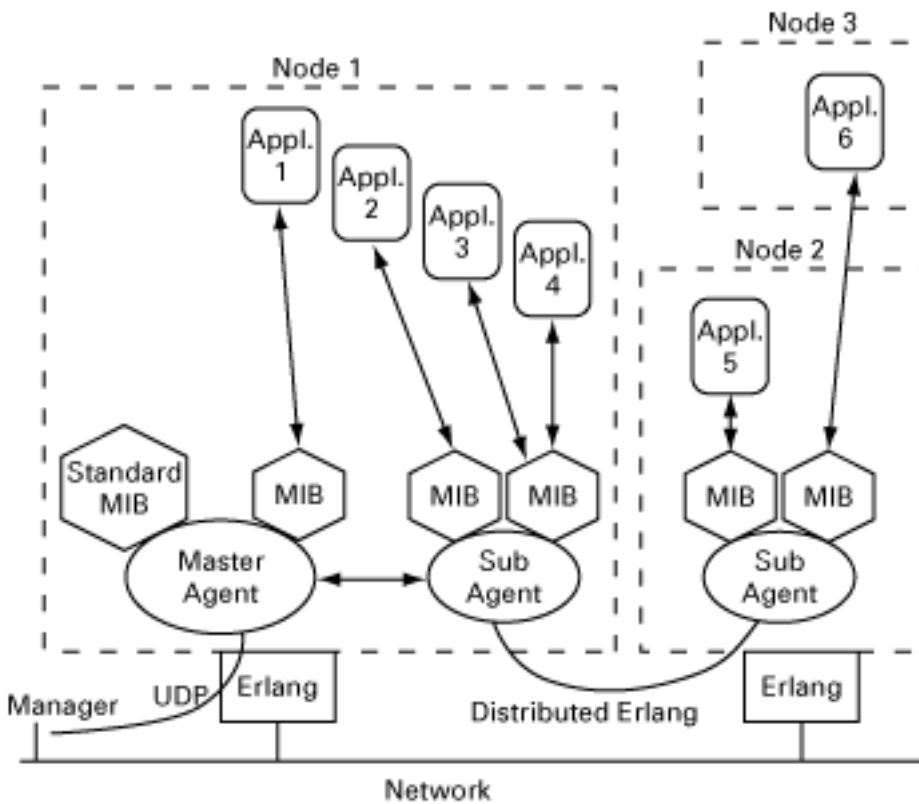 Node 3
Node 1
Appl.
6
Appl.
1
Appl.
2
Appl.
3
Appl.
4
Node 2
Appl.
5
Standard
MIB
MIB
MIB
MIB
MIB
MIB
Master
Agent
Sub
Agent
Sub
Agent
Manager
UDP
Erlang
Distributed Erlang
Erlang
Network